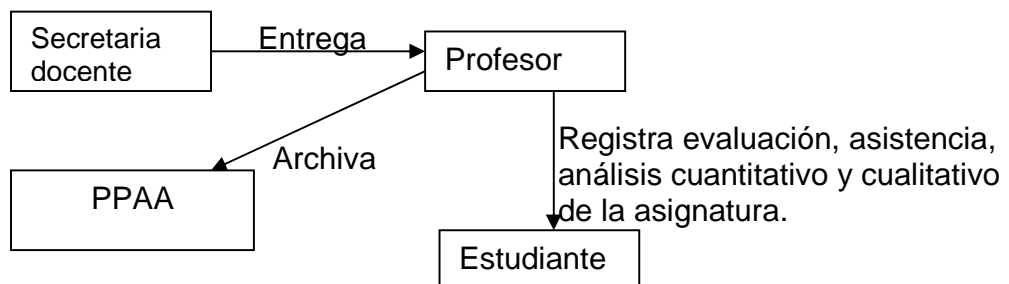 Secretaria
docente
Entrega
Profesor
Archiva
Registra evaluación, asistencia,
análisis cuantitativo y cualitativo
de la asignatura.
PPAA
Estudiante